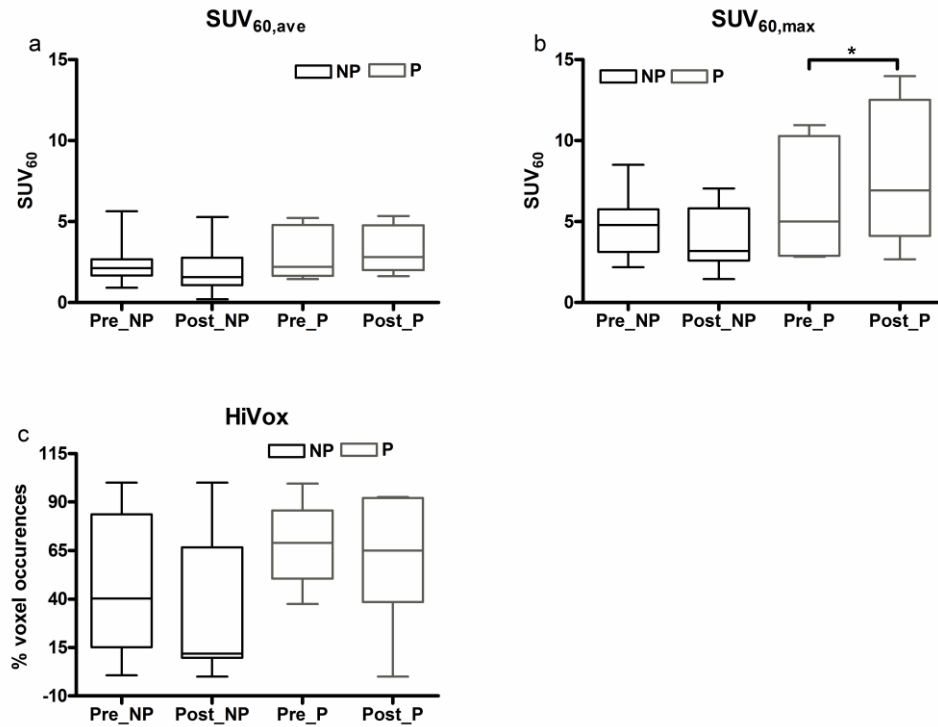 SUV60,ave
a
NP P
15
10
5
0
SUV60
Pre_NP Post_NP Pre_P Post_P
SUV60,max
b
*
NP P
15
10
5
0
SUV60
Pre_NP Post_NP Pre_P Post_P
HiVox
c
NP P
115
90
65
40
15
-10
% voxel occurences
Pre_NP Post_NP Pre_P Post_P